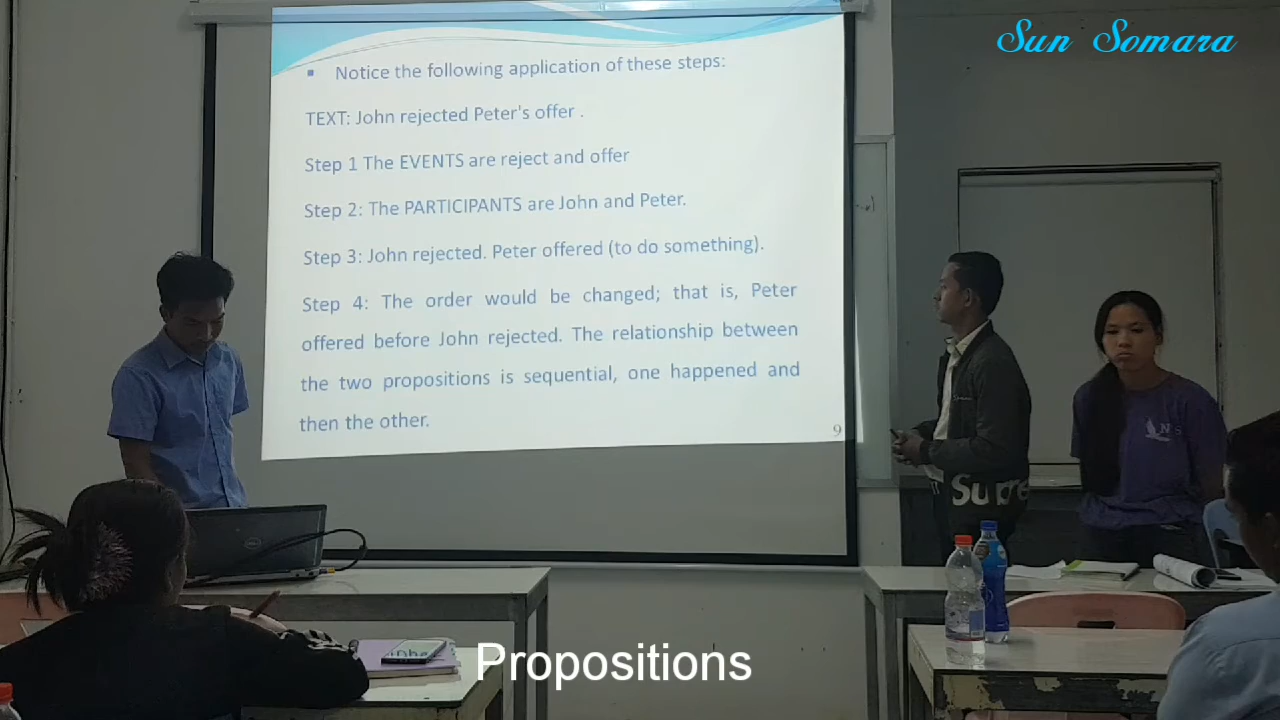 Sun Somara
▪ Notice the following application of these steps:
TEXT: John rejected Peter's offer .
Step 1 The EVENTS are reject and offer
Step 2: The PARTICIPANTS are John and Peter.
Step 3: John rejected. Peter offered (to do something).
Step 4: The order would be changed; that is, Peter
offered before John rejected. The relationship between
the two propositions is sequential, one happened and
then the other.
9
Supre
Propositions